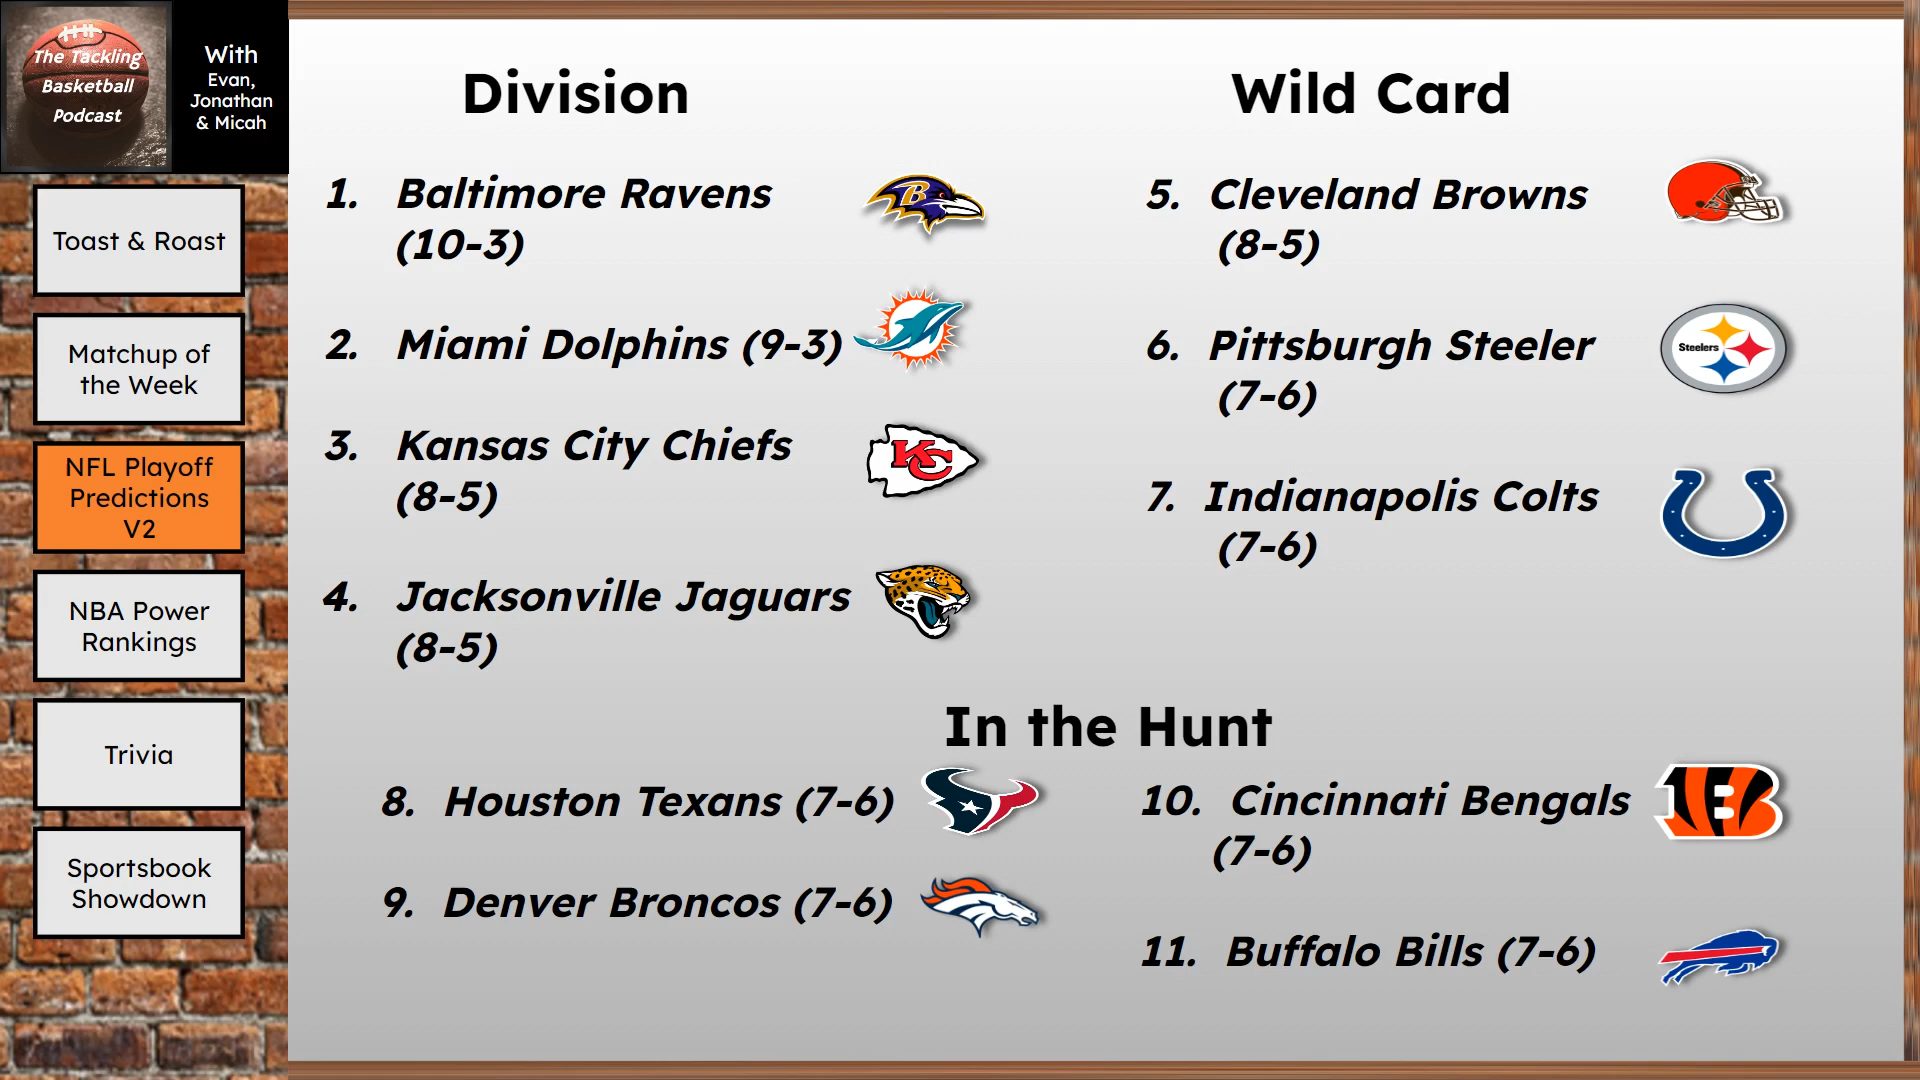 The Tackling
Basketball
Podcast
With
Evan,
Jonathan
& Micah
Toast & Roast
Matchup of
the Week
NFL Playoff
Predictions
V2
NBA Power
Rankings
Trivia
Sportsbook
Showdown
Division
1. Baltimore Ravens
(10-3)
2. Miami Dolphins (9-3)
3. Kansas City Chiefs
(8-5)
4. Jacksonville Jaguars
(8-5)
Wild Card
5. Cleveland Browns
(8-5)
6. Pittsburgh Steeler
(7-6)
7. Indianapolis Colts
(7-6)
B
KC
Steelers
In the Hunt
8. Houston Texans (7-6)
9. Denver Broncos (7-6)
10. Cincinnati Bengals
(7-6)
11. Buffalo Bills (7-6)
B